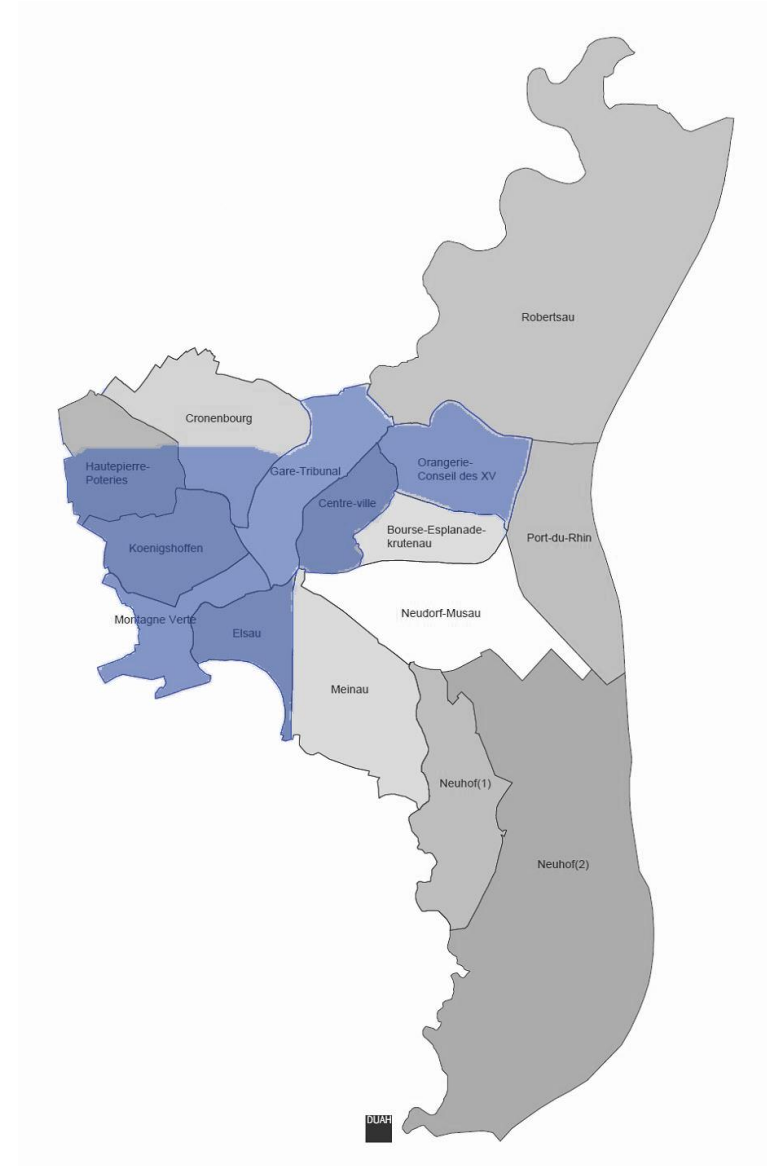 Robertsau
Cronenbourg
Hautepierre-
Poteries
Gare-Tribunal
Orangerie-
Conseil des XV
Centre-ville
Bourse-Esplanade-
krutenau
Port-du-Rhin
Koenigshoffen
Montagne Verte
Elsau
Neudorf-Musau
Meinau
Neuhof(1)
Neuhof(2)
DUAH